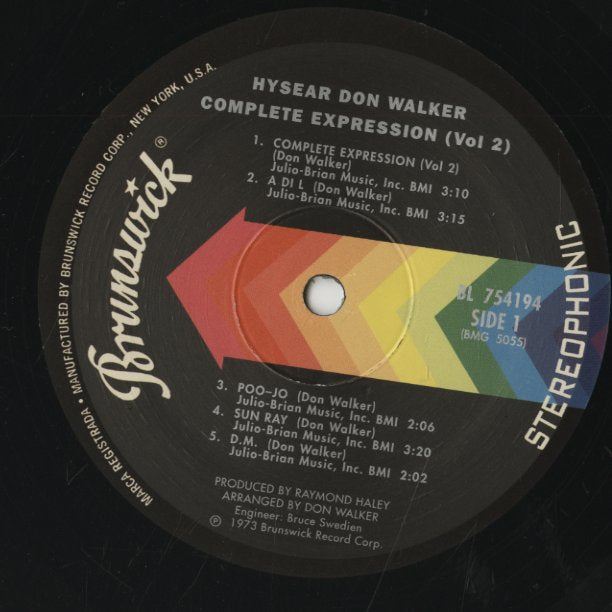 HYSEAR DON WALKER
COMPLETE EXPRESSION (Vol 2)
1. COMPLETE EXPRESSION (Vol 2)
(Don Walker)
Julio-Brian Music, Inc. BMI 3:10
2. A DI L (Don Walker)
Julio-Brian Music, Inc. BMI 3:15
BL 754194
SIDE 1
(BMG 5055)
STEREOPHONIC
Brunswick®
MARCA REGISTRADA • MANUFACTURED BY BRUNSWICK RECORD CORP., NEW YORK, U.S.A.
3. POO-JO (Don Walker)
Julio-Brian Music, Inc. BMI 2:06
4. SUN RAY (Don Walker)
Julio-Brian Music, Inc. BMI 3:20
5. D.M. (Don Walker)
Julio-Brian Music, Inc. BMI 2:02
PRODUCED BY RAYMOND HALEY
ARRANGED BY DON WALKER
Engineer: Bruce Swedien
℗ 1973 Brunswick Record Corp.